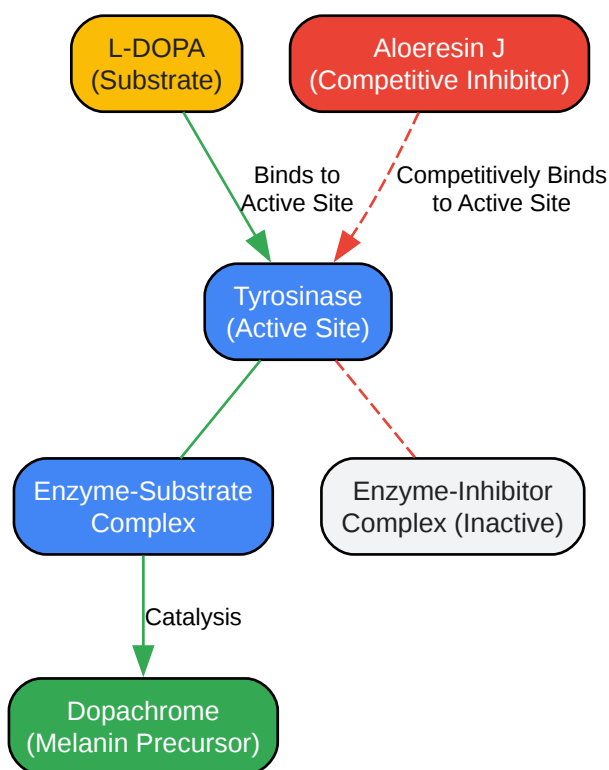 L-DOPA
(Substrate)
Aloeresin J
(Competitive Inhibitor)
Binds to
Active Site
Competitively Binds
to Active Site
Tyrosinase
(Active Site)
Enzyme-Substrate
Complex
Enzyme-Inhibitor
Complex (Inactive)
Catalysis
Dopachrome
(Melanin Precursor)